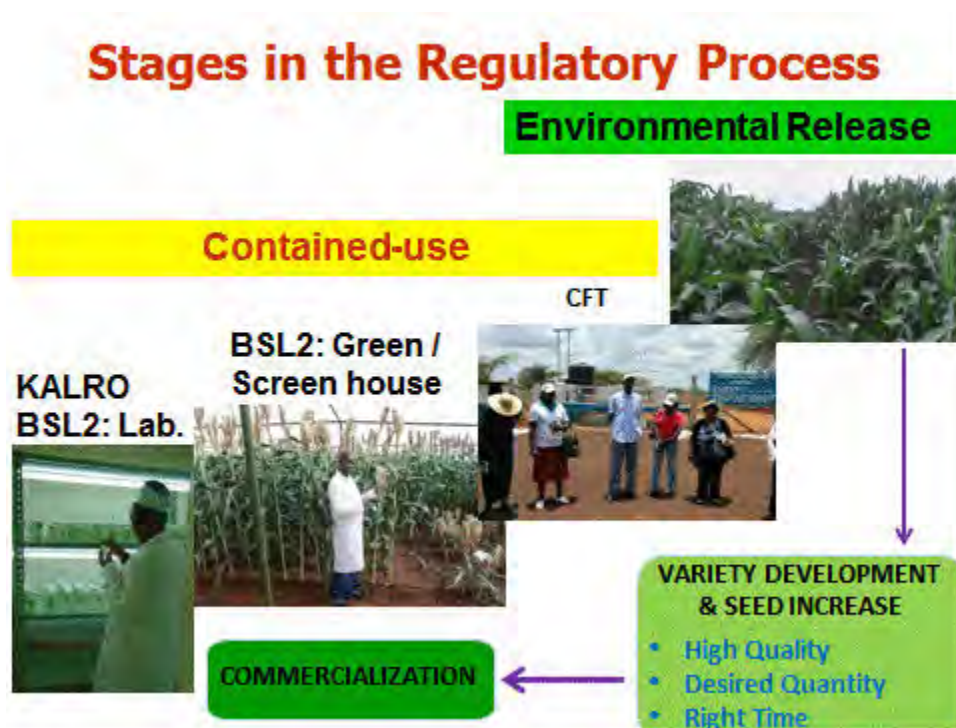 Stages in the Regulatory Process
Environmental Release
Contained-use
CFT
BSL2: Green /
Screen house
KALRO
BSL2: Lab.
VARIETY DEVELOPMENT
& SEED INCREASE
• High Quality
• Desired Quantity
• Right Time
COMMERCIALIZATION